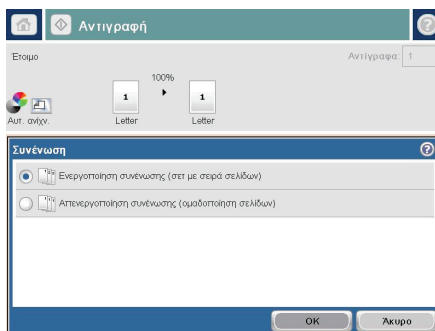 Αντιγραφή
Έτοιμο
Αντίγραφα: 1
100%
1 1
Αυτ. ανίχν. Letter Letter
Συνένωση
Ενεργοποίηση συνένωσης (σετ με σειρά σελίδων)
Απενεργοποίηση συνένωσης (ομαδοποίηση σελίδων)
OK Άκυρο